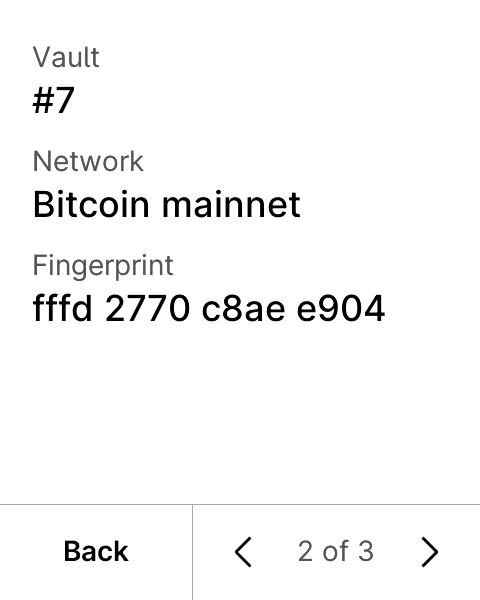 Vault
#7
Network
Bitcoin mainnet
Fingerprint
fffd 2770 c8ae e904
Back
2 of 3